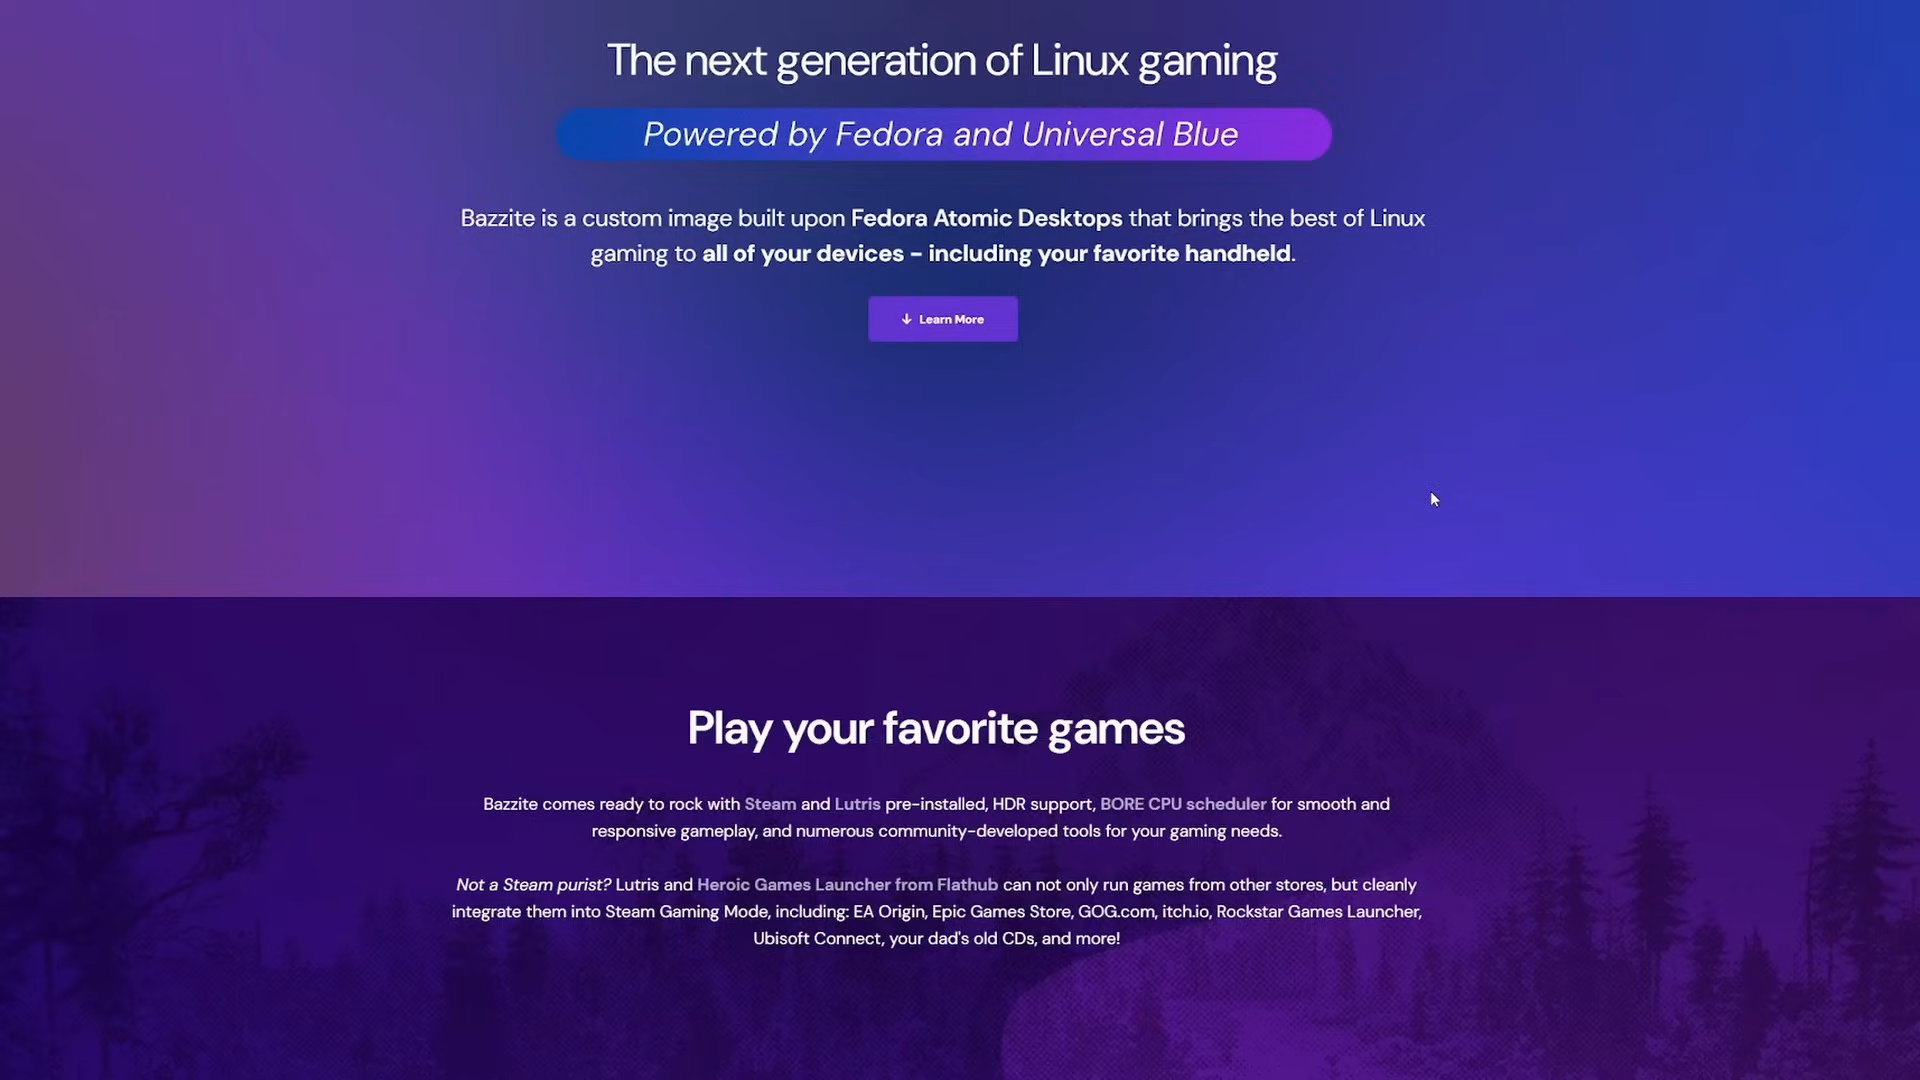 The next generation of Linux gaming
Powered by Fedora and Universal Blue
Bazzite is a custom image built upon Fedora Atomic Desktops that brings the best of Linux
gaming to all of your devices - including your favorite handheld.
Learn More
Play your favorite games
Bazzite comes ready to rock with Steam and Lutris pre-installed, HDR support, BORE CPU scheduler for smooth and
responsive gameplay, and numerous community-developed tools for your gaming needs.
Not a Steam purist? Lutris and Heroic Games Launcher from Flathub can not only run games from other stores, but cleanly
integrate them into Steam Gaming Mode, including: EA Origin, Epic Games Store, GOG.com, itch.io, Rockstar Games Launcher,
Ubisoft Connect, your dad's old CDs, and more!